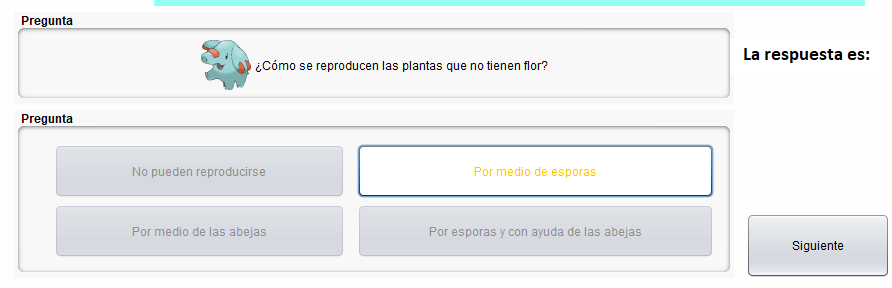 Pregunta
¿Cómo se reproducen las plantas que no tienen flor?
La respuesta es:
Pregunta
No pueden reproducirse
Por medio de esporas
Por medio de las abejas
Por esporas y con ayuda de las abejas
Siguiente